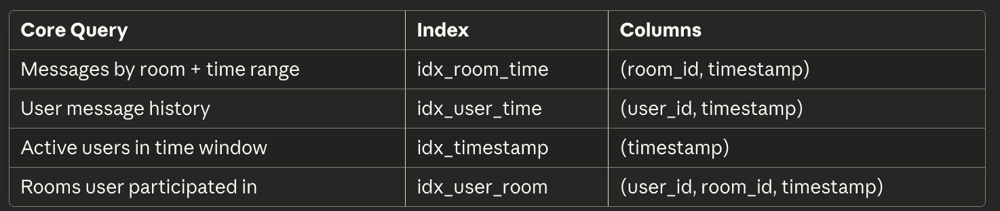 Core Query Index Columns
Messages by room + time range idx_room_time (room_id, timestamp)
User message history idx_user_time (user_id, timestamp)
Active users in time window idx_timestamp (timestamp)
Rooms user participated in idx_user_room (user_id, room_id, timestamp)